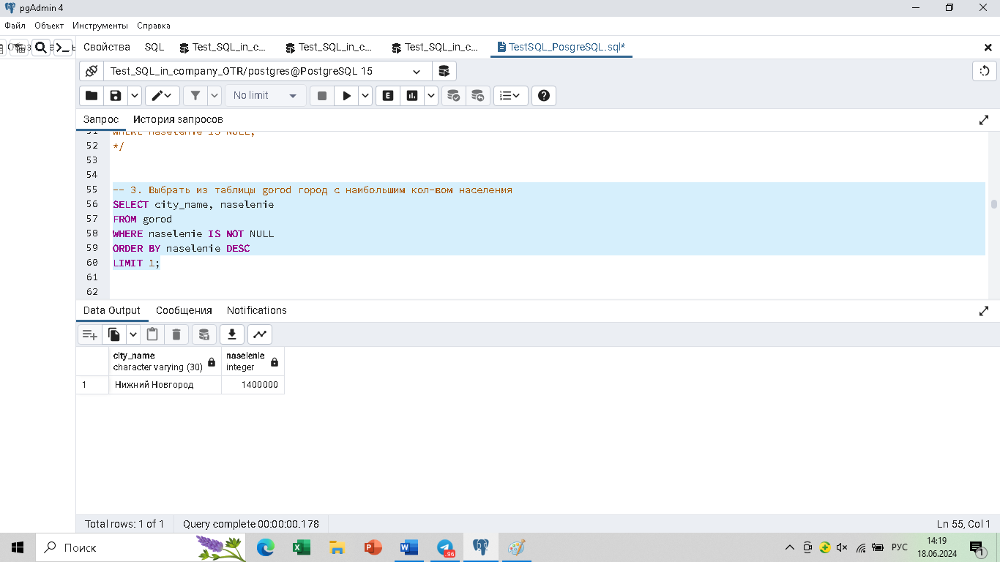 pgAdmin 4
Файл Объект Инструменты Справка
Свойства SQL Test_SQL_in_c... Test_SQL_in_c... Test_SQL_in_c... TestSQL_PosgreSQL.sql*
Test_SQL_in_company_OTR/postgres@PostgreSQL 15
No limit E
Запрос История запросов
51 WHERE naselenie IS NULL;
52 */
53
54
55 -- 3. Выбрать из таблицы gorod город с наибольшим кол-вом населения
56 SELECT city_name, naselenie
57 FROM gorod
58 WHERE naselenie IS NOT NULL
59 ORDER BY naselenie DESC
60 LIMIT 1;
61
62
Data Output Сообщения Notifications
city_name naselenie
character varying (30) integer
1 Нижний Новгород 1400000
Total rows: 1 of 1 Query complete 00:00:00.178 Ln 55, Col 1
Поиск .96 РУС 14:19
18.06.2024 1